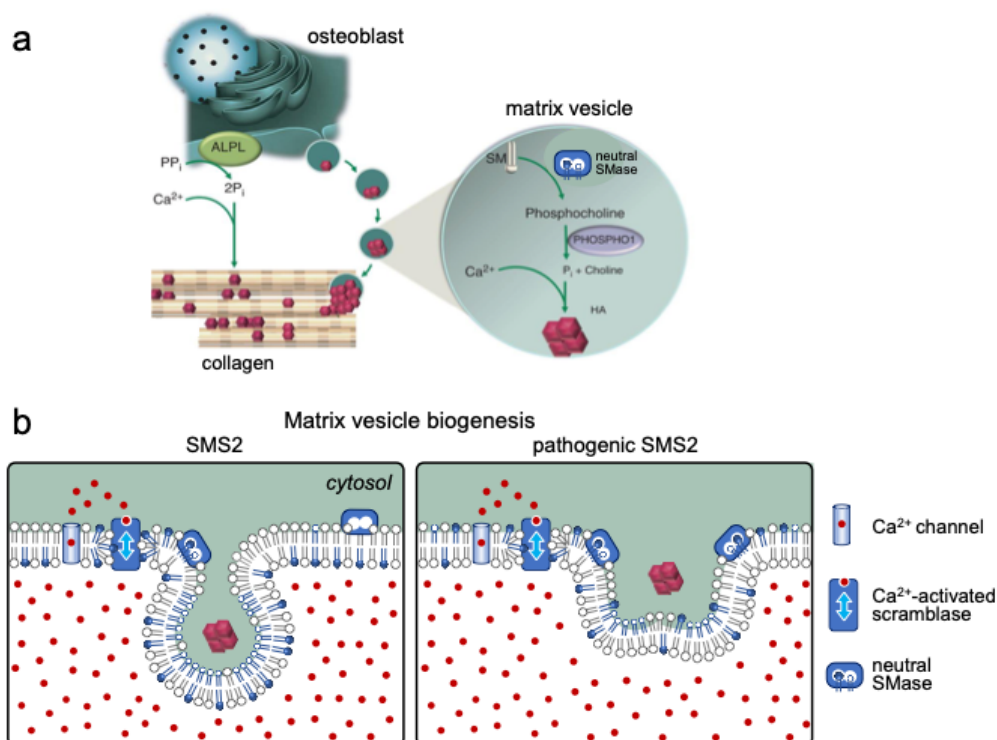 a
osteoblast
matrix vesicle
ALPL
PPi
2Pi
Ca2+
collagen
SM
neutral
SMase
Phosphocholine
PHOSPHO1
Ca2+
Pi + Choline
HA
b
Matrix vesicle biogenesis
SMS2
pathogenic SMS2
cytosol
Ca2+ channel
Ca2+-activated
scramblase
neutral
SMase